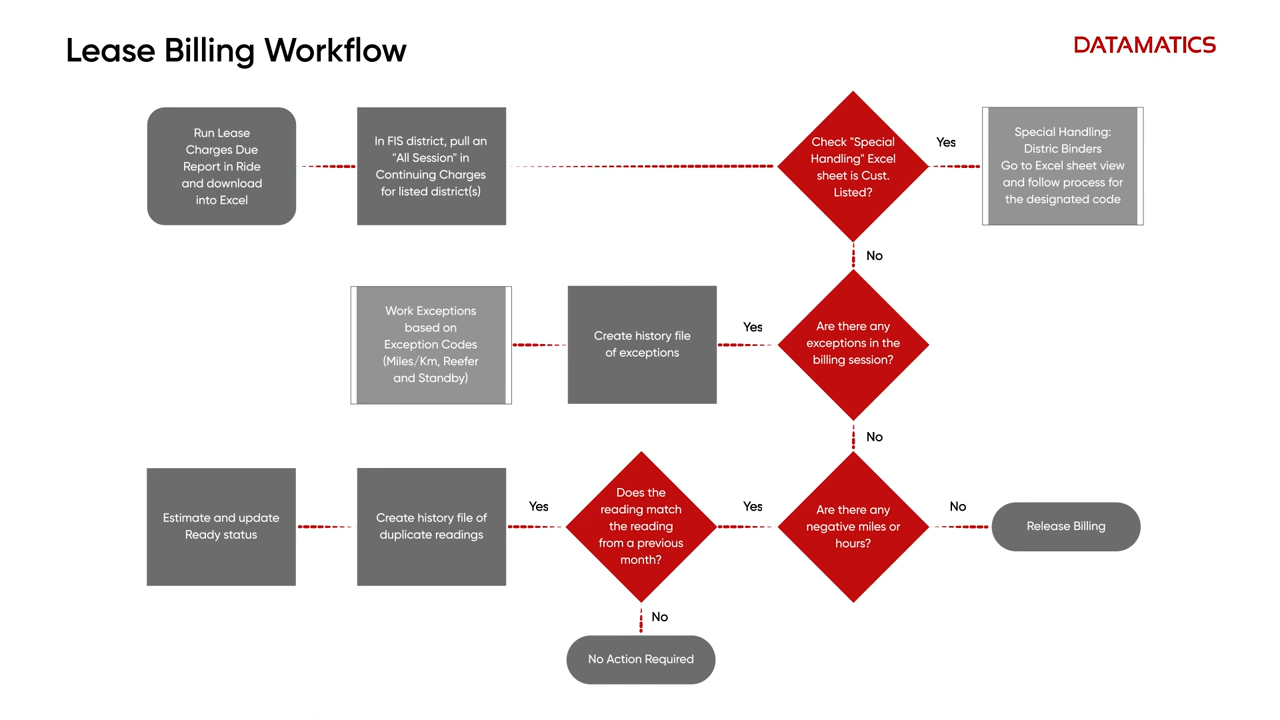 Lease Billing Workflow
DATAMATICS
Run Lease
Charges Due
Report in Ride
and download
into Excel
In FIS district, pull an
"All Session" in
Continuing Charges
for listed district(s)
Check "Special
Handling" Excel
sheet is Cust.
Listed?
Yes
Special Handling:
Distric Binders
Go to Excel sheet view
and follow process for
the designated code
No
Work Exceptions
based on
Exception Codes
(Miles/Km, Reefer
and Standby)
Create history file
of exceptions
Yes
Are there any
exceptions in the
billing session?
No
Estimate and update
Ready status
Create history file of
duplicate readings
Yes
Does the
reading match
the reading
from a previous
month?
Yes
Are there any
negative miles or
hours?
No
Release Billing
No
No Action Required